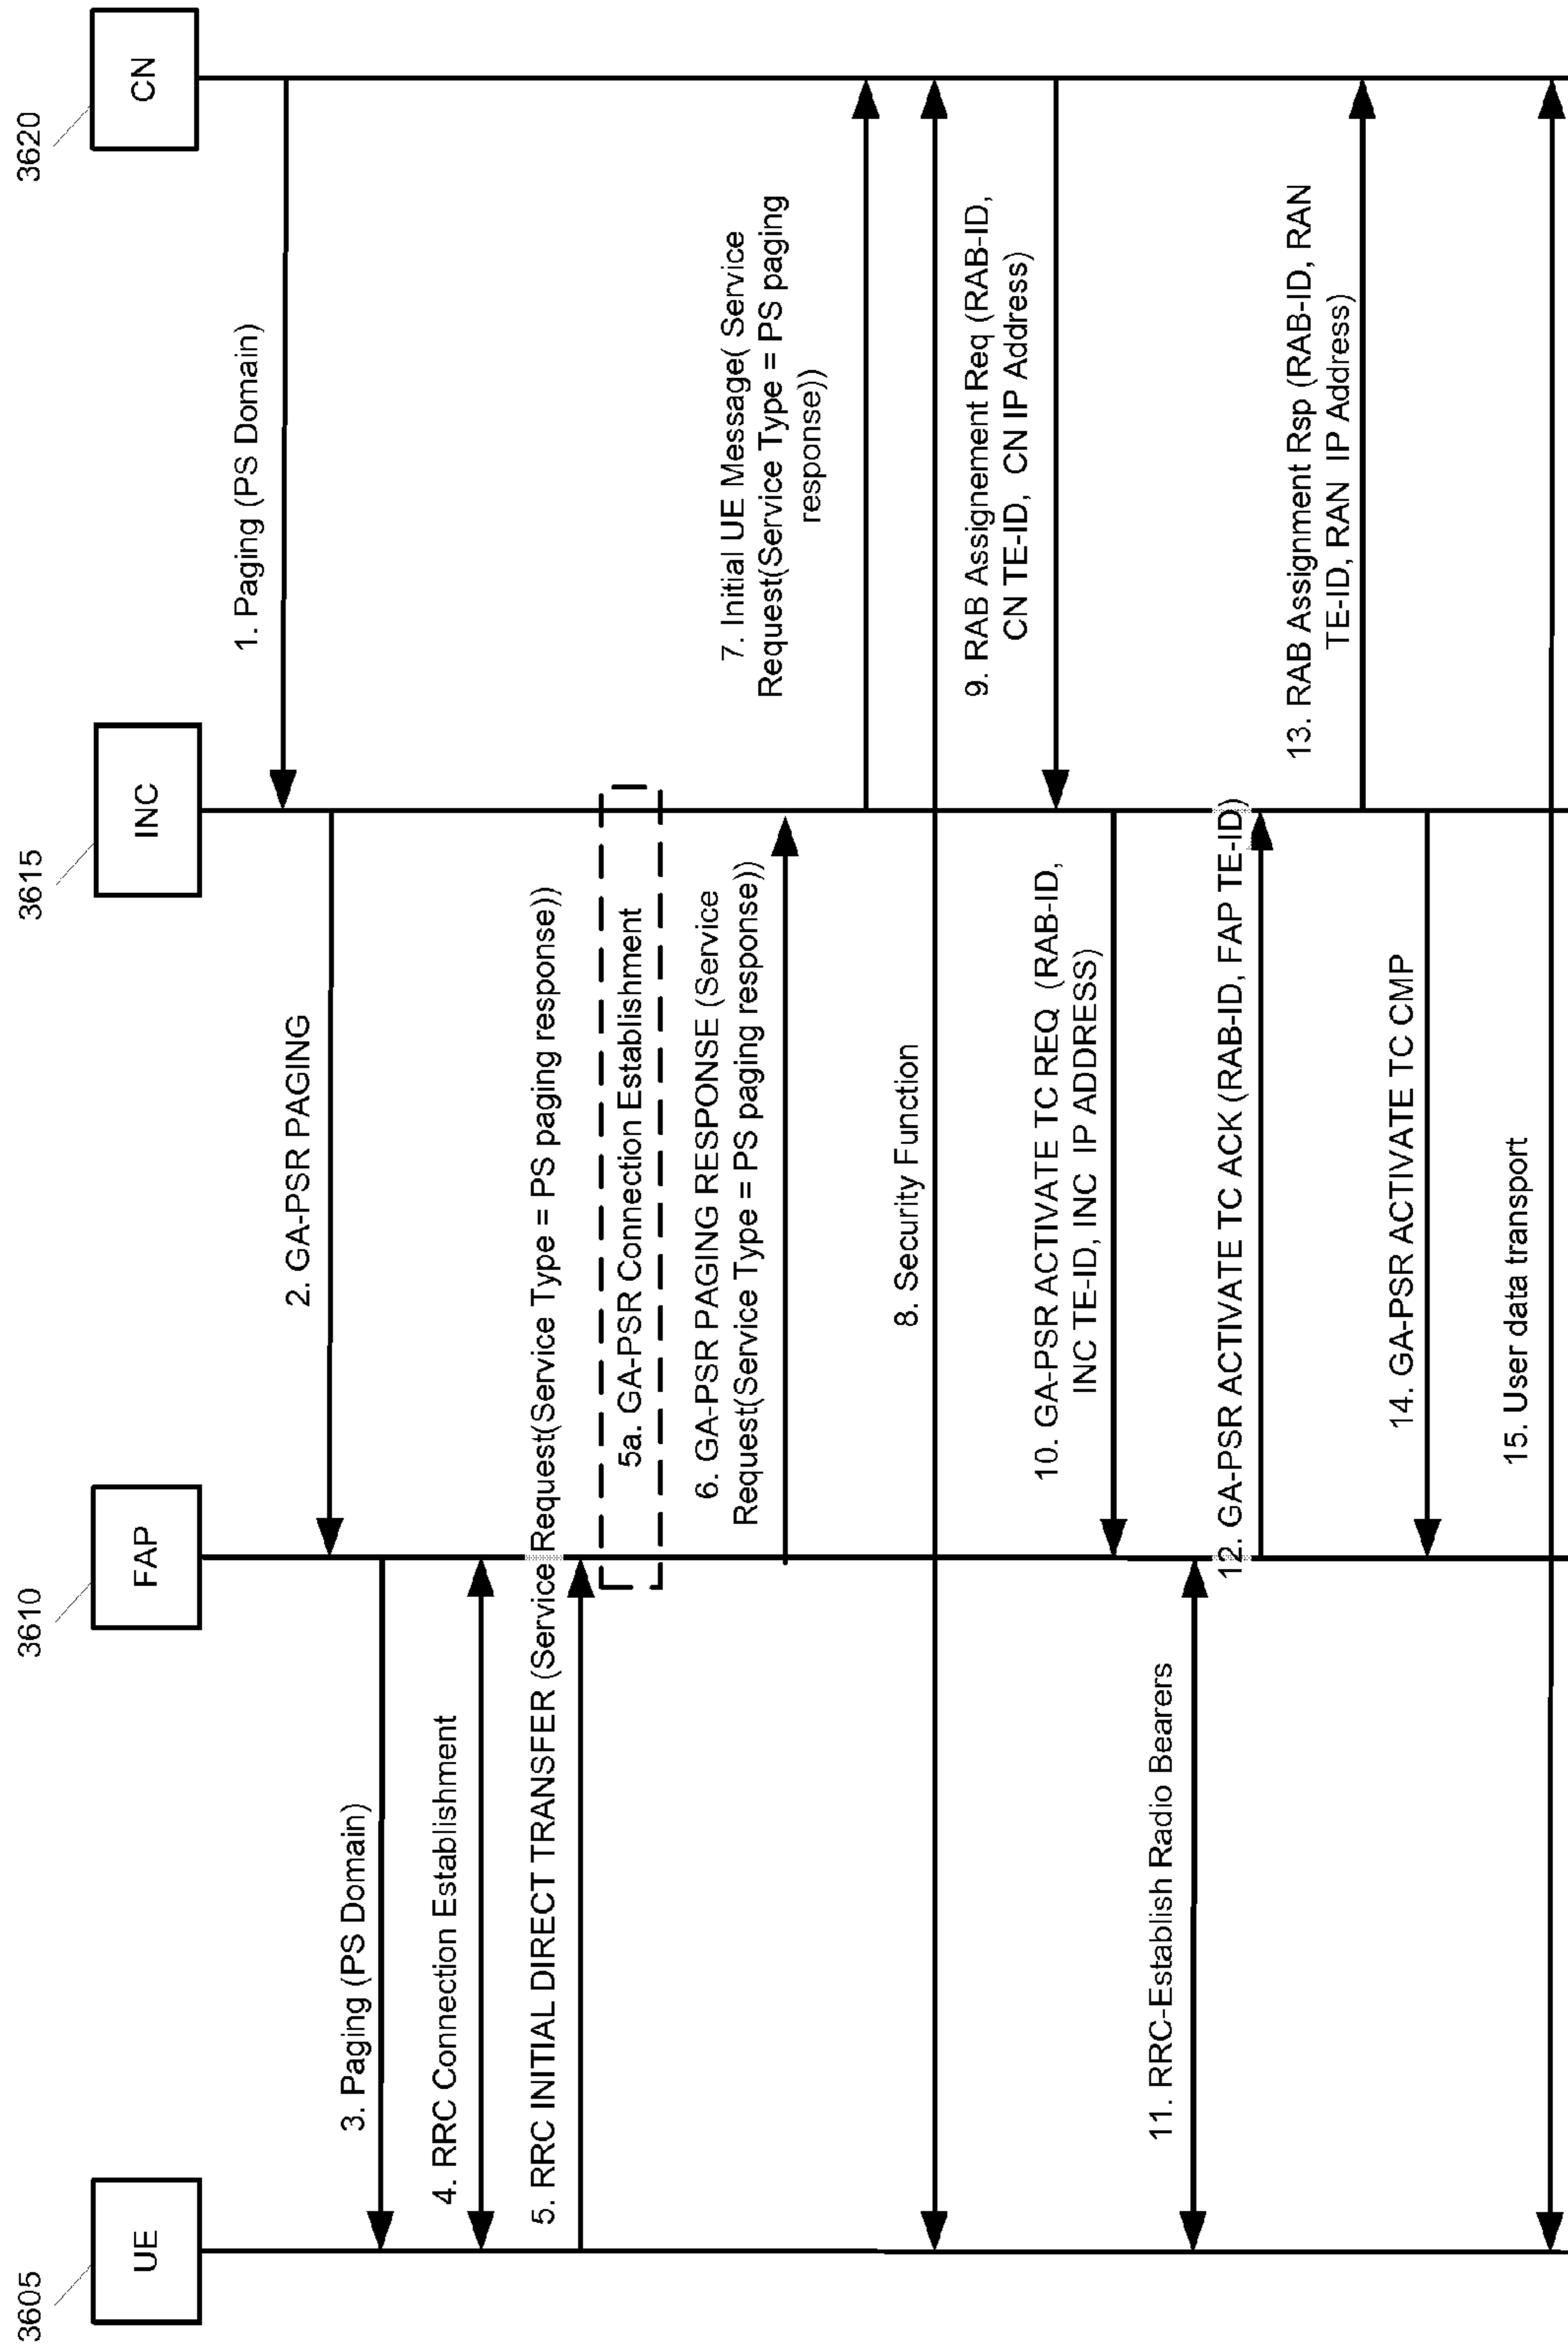 3605
3610
3615
3620
UE
FAP
INC
CN
1. Paging (PS Domain)
2. GA-PSR PAGING
3. Paging (PS Domain)
4. RRC Connection Establishment
5. RRC INITIAL DIRECT TRANSFER (Service Request(Service Type = PS paging response))
5a. GA-PSR Connection Establishment
6. GA-PSR PAGING RESPONSE (Service
Request(Service Type = PS paging response))
7. Initial UE Message( Service
Request(Service Type = PS paging
response))
8. Security Function
9. RAB Assignement Req (RAB-ID,
CN TE-ID, CN IP Address)
10. GA-PSR ACTIVATE TC REQ (RAB-ID,
INC TE-ID, INC IP ADDRESS)
11. RRC-Establish Radio Bearers
12. GA-PSR ACTIVATE TC ACK (RAB-ID, FAP TE-ID)
13. RAB Assignment Rsp (RAB-ID, RAN
TE-ID, RAN IP Address)
14. GA-PSR ACTIVATE TC CMP
15. User data transport